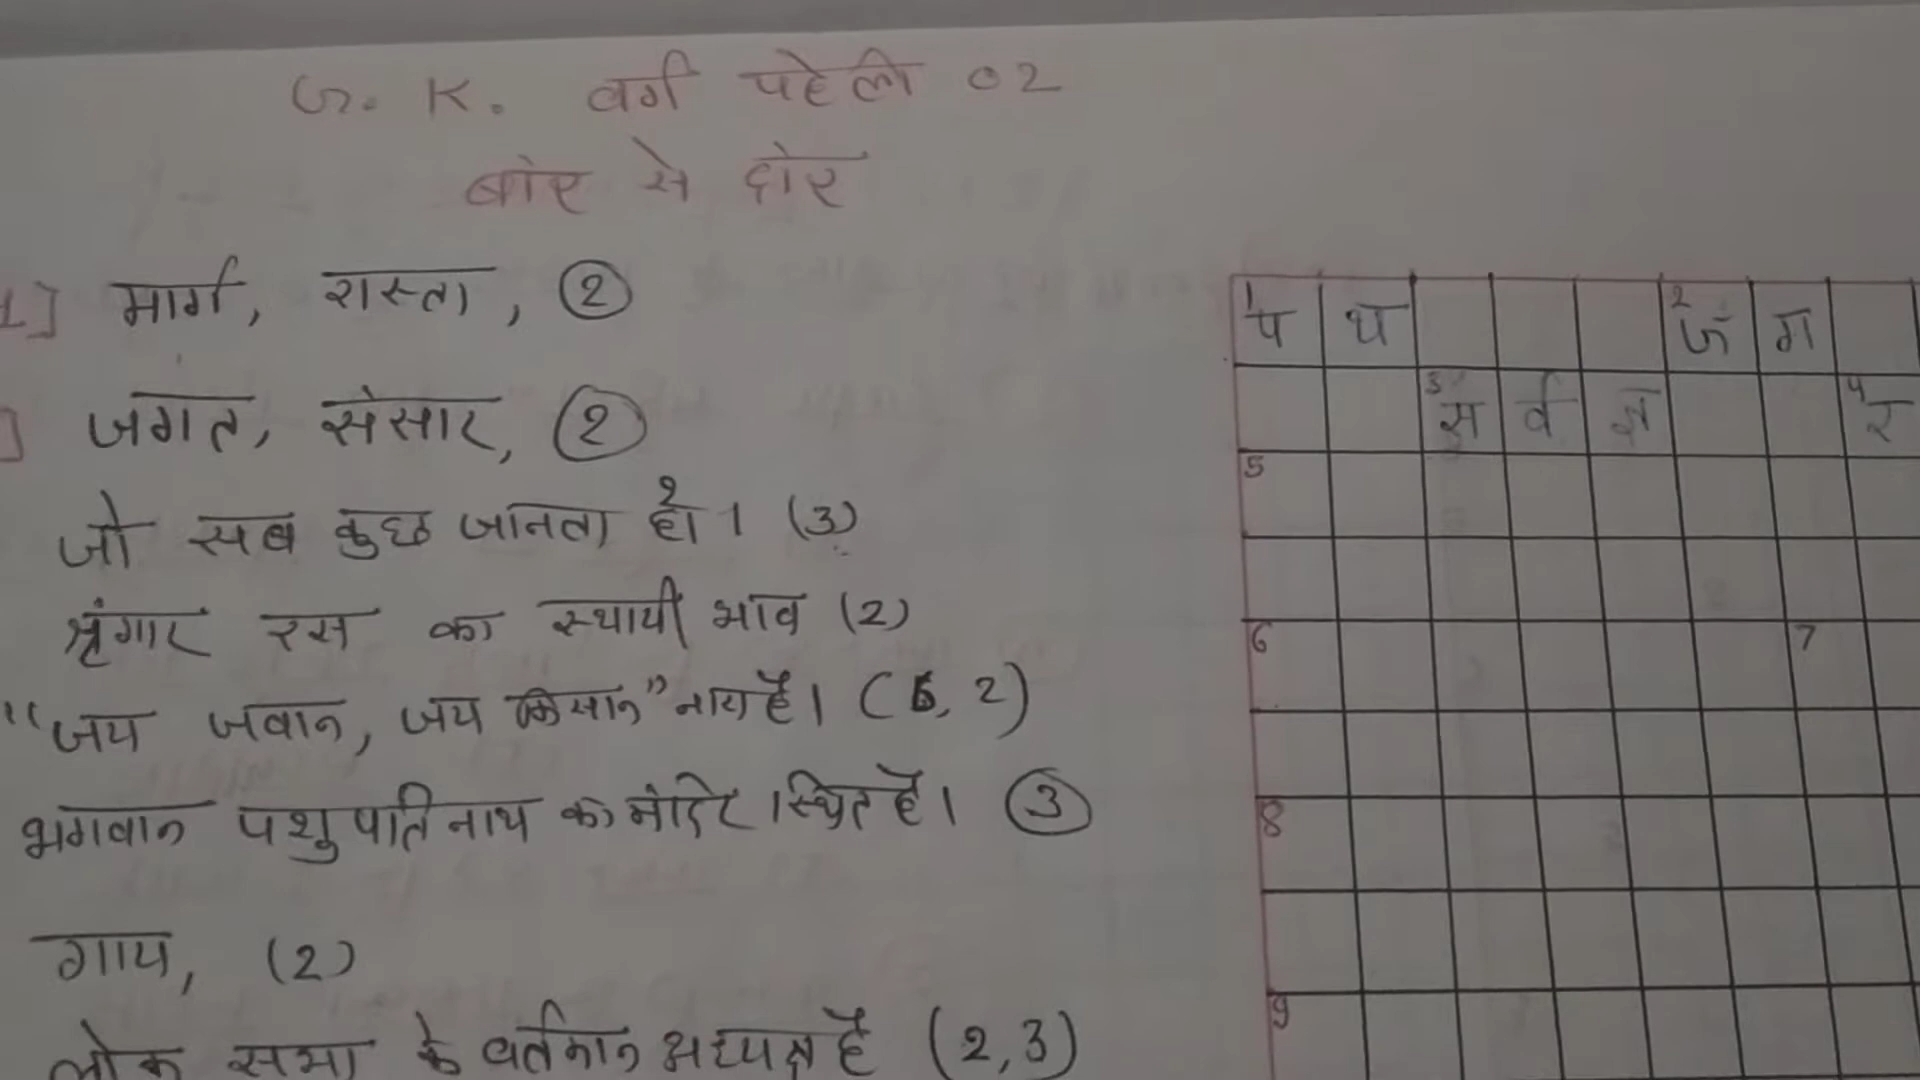 G. K. वर्ग पहेली 02
बांए से दांए
1] मार्ग, रास्ता, 2
] जगत, संसार, 2
जो सब कुछ जानता हो। (3)
श्रृंगार रस का स्थायी भाव (2)
"जय जवान, जय किसान" नारा है। (6, 2)
भगवान पशुपतिनाथ का मंदिर स्थित है। 3
गाय, (2)
लोक सभा के वर्तमान अध्यक्ष है (2,3)
1 प थ 2 ज ग
3 स र्व ज्ञ 4 र
5
6 7
8
9